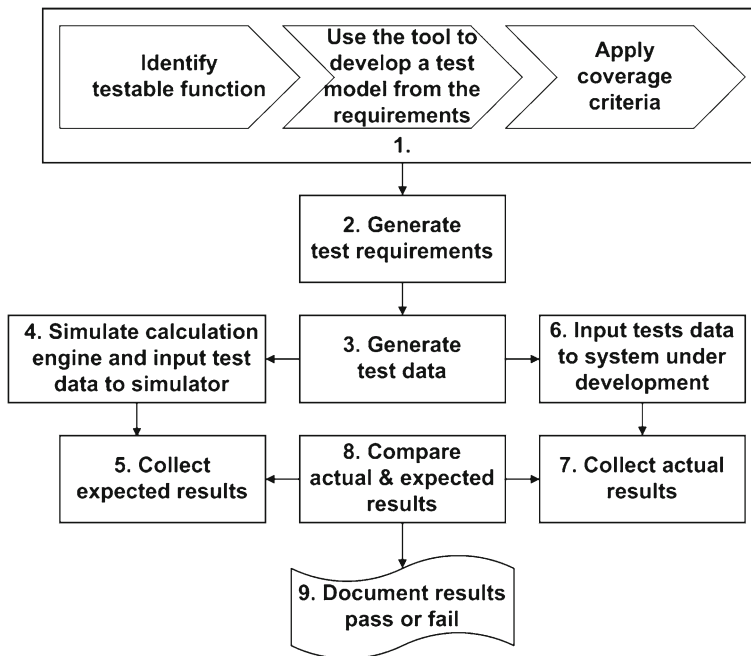 Identify
testable function
Use the tool to
develop a test
model from the
requirements
Apply
coverage
criteria
1.
2. Generate
test requirements
4. Simulate calculation
engine and input test
data to simulator
3. Generate
test data
6. Input tests data
to system under
development
5. Collect
expected results
8. Compare
actual & expected
results
7. Collect actual
results
9. Document results
pass or fail